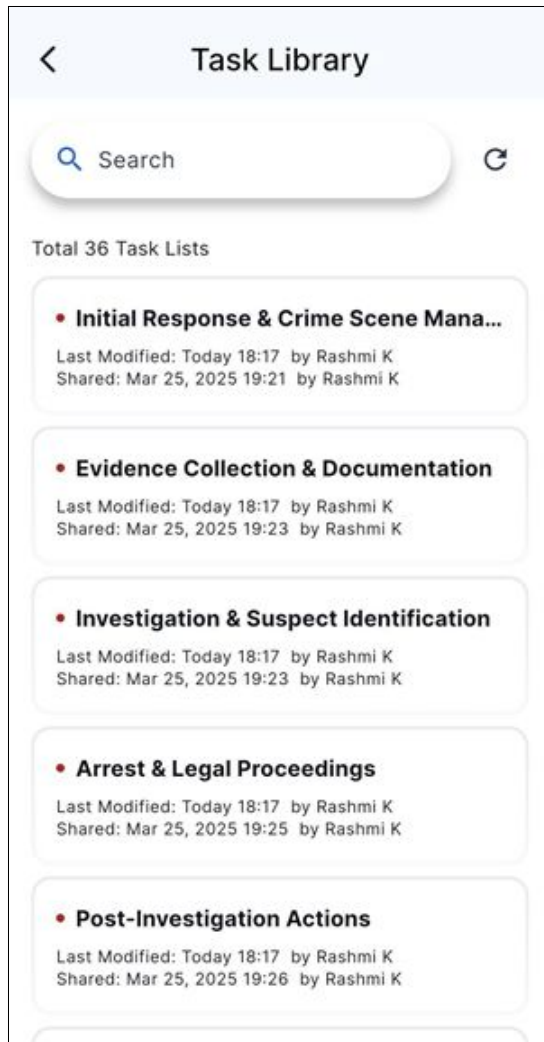 Task Library
Search
Total 36 Task Lists
Initial Response & Crime Scene Mana...
Last Modified: Today 18:17 by Rashmi K
Shared: Mar 25, 2025 19:21 by Rashmi K
Evidence Collection & Documentation
Last Modified: Today 18:17 by Rashmi K
Shared: Mar 25, 2025 19:23 by Rashmi K
Investigation & Suspect Identification
Last Modified: Today 18:17 by Rashmi K
Shared: Mar 25, 2025 19:23 by Rashmi K
Arrest & Legal Proceedings
Last Modified: Today 18:17 by Rashmi K
Shared: Mar 25, 2025 19:25 by Rashmi K
Post-Investigation Actions
Last Modified: Today 18:17 by Rashmi K
Shared: Mar 25, 2025 19:26 by Rashmi K